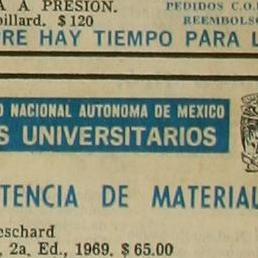 A A PRESION.
PEDIDOS C.O.
billard. $120
REEMBOLS
RE HAY TIEMPO PARA L
NACIONAL AUTONOMA DE MEXICO
S UNIVERSITARIOS
TENCIA DE MATERIAL
eschard
2a. Ed., 1969. $65.00